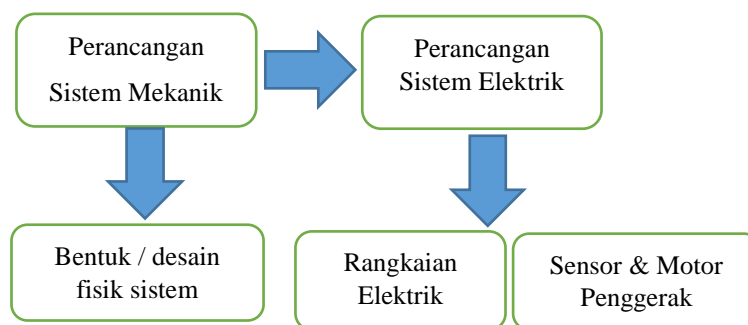 Perancangan
Sistem Mekanik
Perancangan
Sistem Elektrik
Bentuk / desain
fisik sistem
Rangkaian
Elektrik
Sensor & Motor
Penggerak